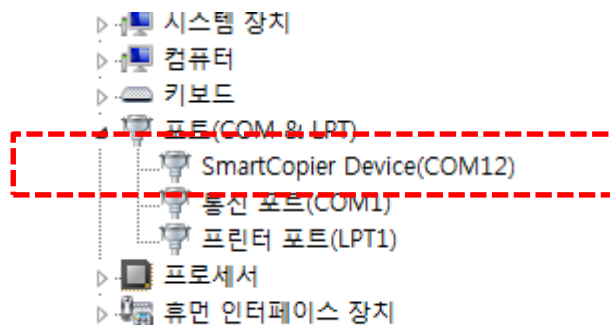 시스템 장치
컴퓨터
키보드
포트(COM & LPT)
SmartCopier Device(COM12)
통신 포트(COM1)
프린터 포트(LPT1)
프로세서
휴먼 인터페이스 장치